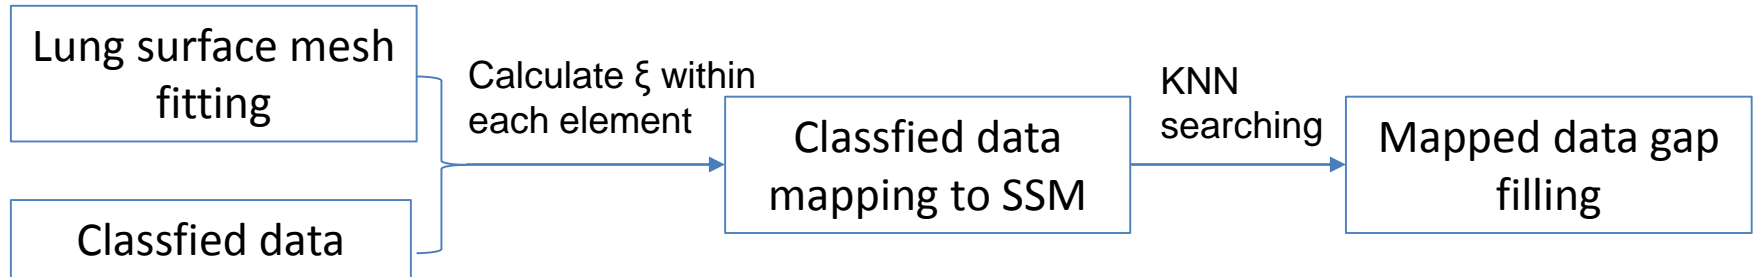 Lung surface mesh
fitting
Classfied data
Calculate ξ within
each element
Classfied data
mapping to SSM
KNN
searching
Mapped data gap
filling